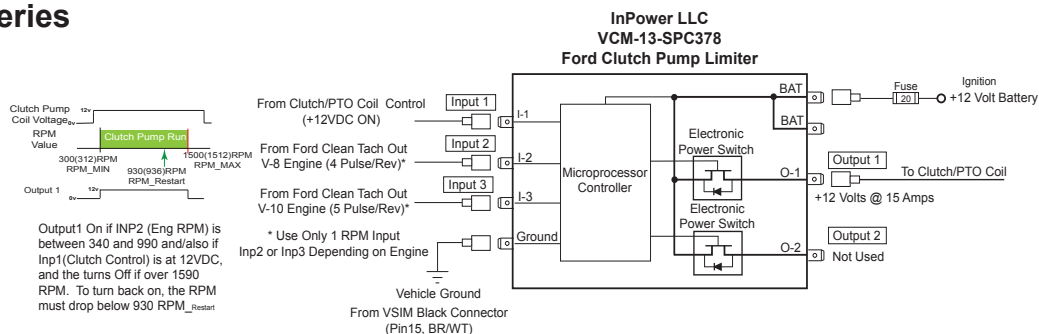 eries
InPower LLC
VCM-13-SPC378
Ford Clutch Pump Limiter
Clutch Pump
Coil Voltage
12v
0v
RPM
Value
Clutch Pump Run
300(312)RPM
RPM_MIN
930(936)RPM
RPM_Restart
1500(1512)RPM
RPM_MAX
Output 1
12v
0v
Output1 On if INP2 (Eng RPM) is
between 340 and 990 and/also if
Inp1(Clutch Control) is at 12VDC,
and the turns Off if over 1590
RPM. To turn back on, the RPM
must drop below 930 RPM_Restart
From Clutch/PTO Coil Control
(+12VDC ON)
Input 1
I-1
From Ford Clean Tach Out
V-8 Engine (4 Pulse/Rev)*
Input 2
I-2
From Ford Clean Tach Out
V-10 Engine (5 Pulse/Rev)*
Input 3
I-3
* Use Only 1 RPM Input
Inp2 or Inp3 Depending on Engine
Ground
Vehicle Ground
From VSIM Black Connector
(Pin15, BR/WT)
Microprocessor
Controller
Electronic
Power Switch
Electronic
Power Switch
BAT
BAT
O-1
O-2
Fuse
20
Ignition
+12 Volt Battery
Output 1
To Clutch/PTO Coil
+12 Volts @ 15 Amps
Output 2
Not Used